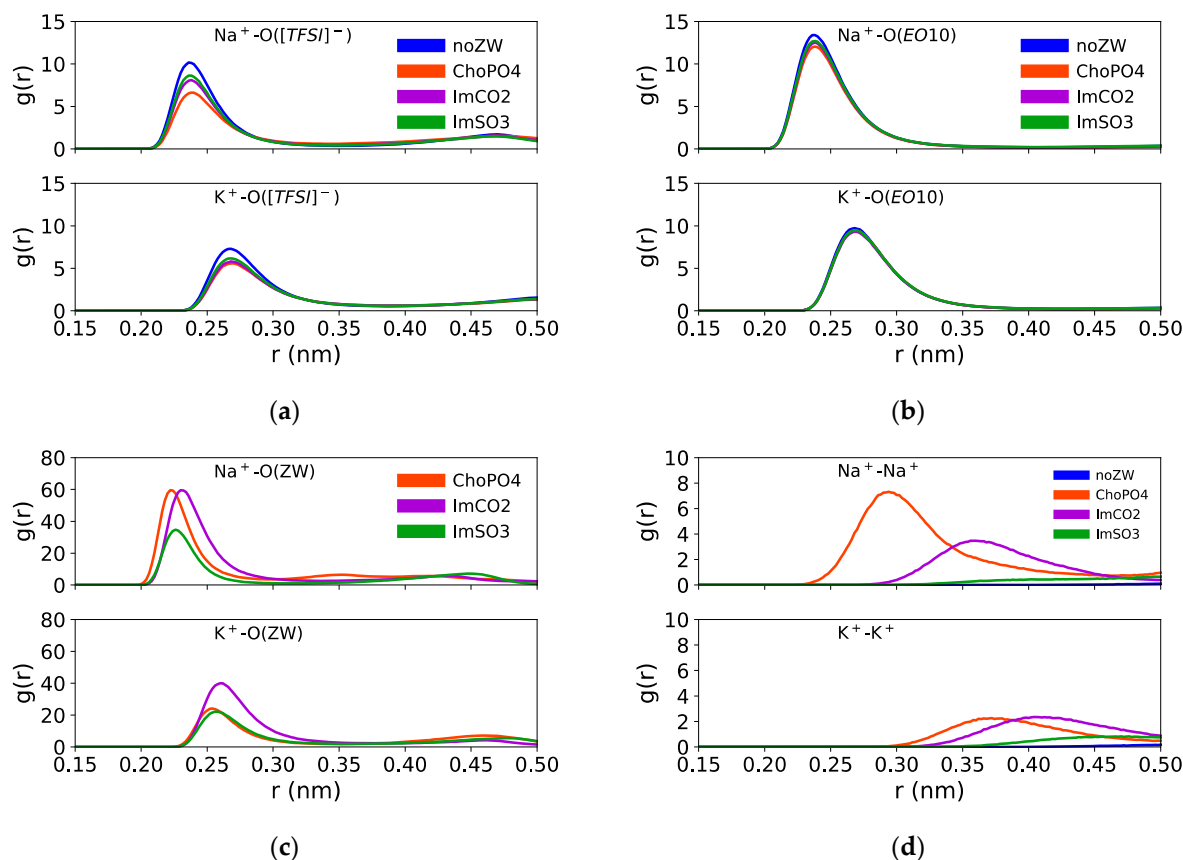 Na⁺-O([TFSI]⁻)
noZW
ChoPO4
ImCO2
ImSO3
g(r)
15
10
5
0
K⁺-O([TFSI]⁻)
g(r)
15
10
5
0
0.15 0.20 0.25 0.30 0.35 0.40 0.45 0.50
r (nm)
(a)
Na⁺-O(EO10)
noZW
ChoPO4
ImCO2
ImSO3
g(r)
15
10
5
0
K⁺-O(EO10)
g(r)
15
10
5
0
0.15 0.20 0.25 0.30 0.35 0.40 0.45 0.50
r (nm)
(b)
Na⁺-O(ZW)
ChoPO4
ImCO2
ImSO3
g(r)
80
60
40
20
0
K⁺-O(ZW)
g(r)
80
60
40
20
0
0.15 0.20 0.25 0.30 0.35 0.40 0.45 0.50
r (nm)
(c)
Na⁺-Na⁺
noZW
ChoPO4
ImCO2
ImSO3
g(r)
10
8
6
4
2
0
K⁺-K⁺
g(r)
10
8
6
4
2
0
0.15 0.20 0.25 0.30 0.35 0.40 0.45 0.50
r (nm)
(d)